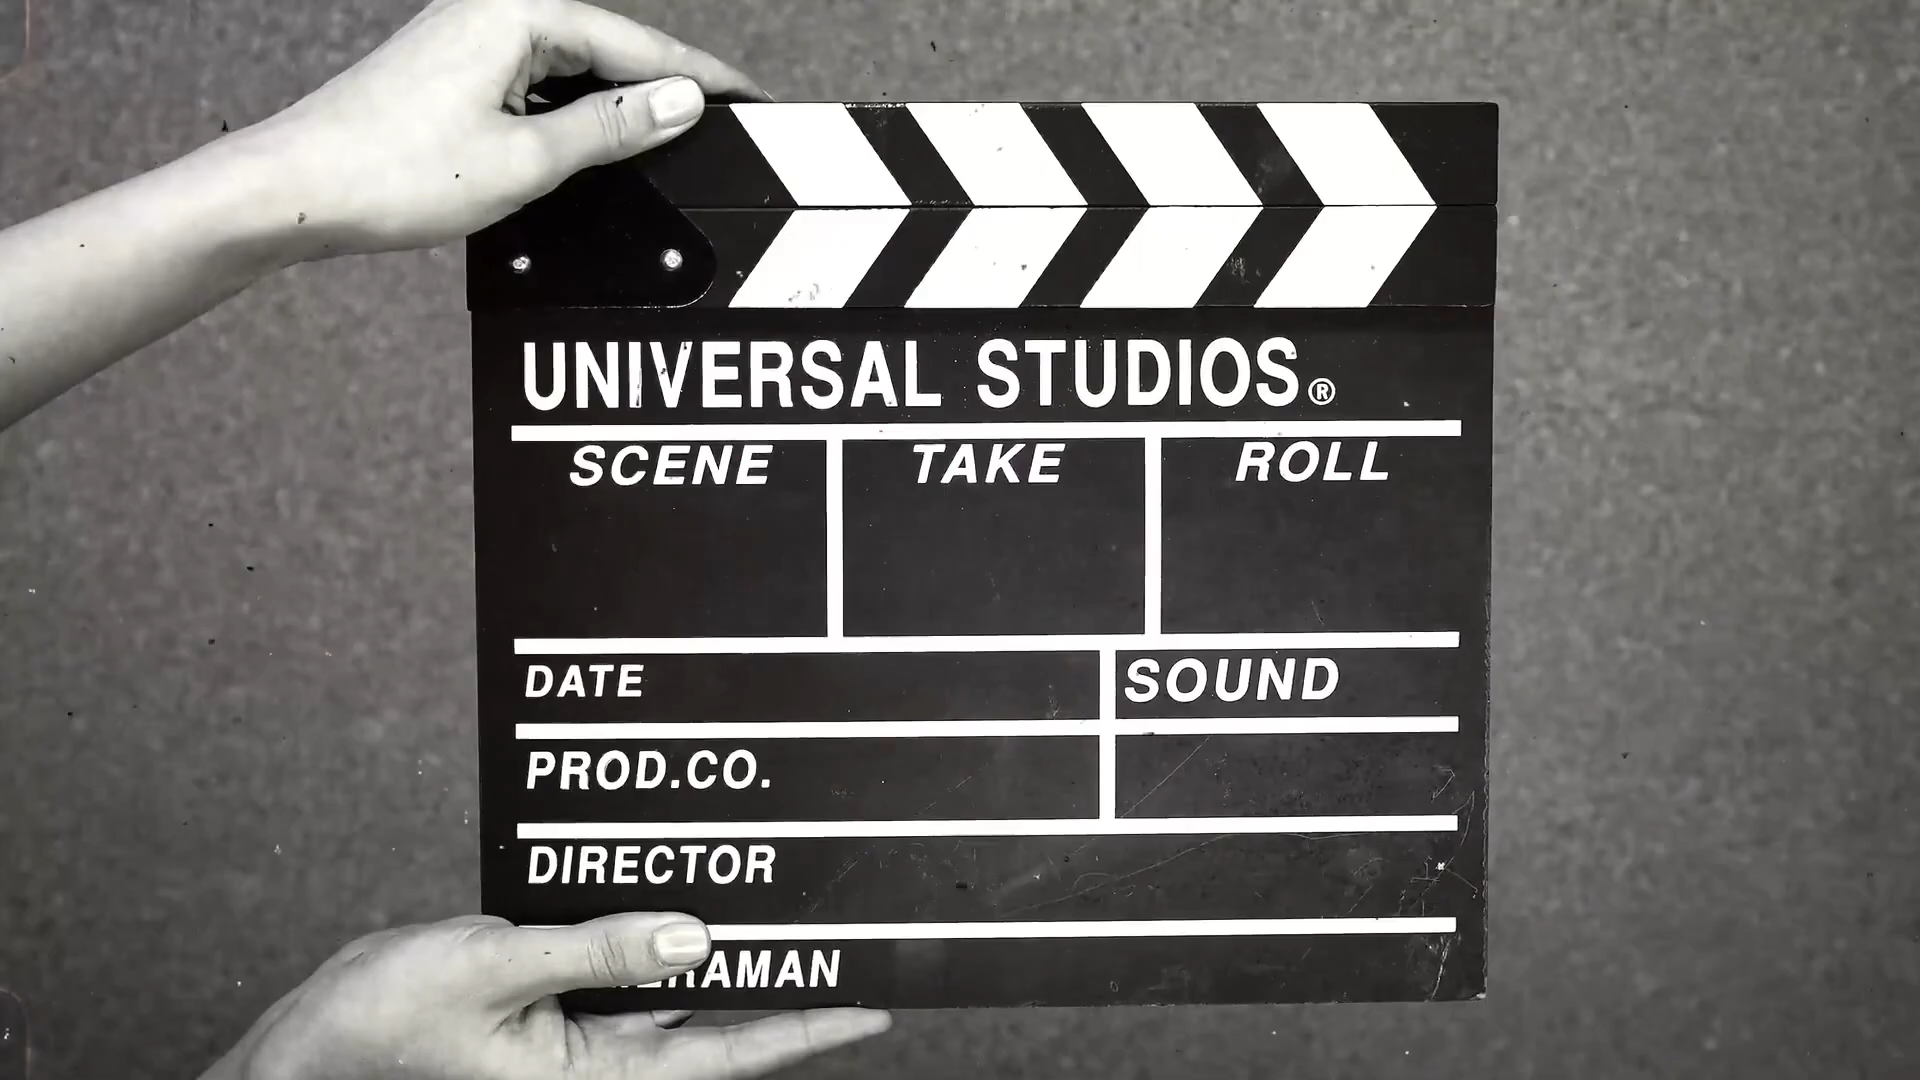 UNIVERSAL STUDIOS®
SCENE TAKE ROLL
DATE SOUND
PROD.CO.
DIRECTOR